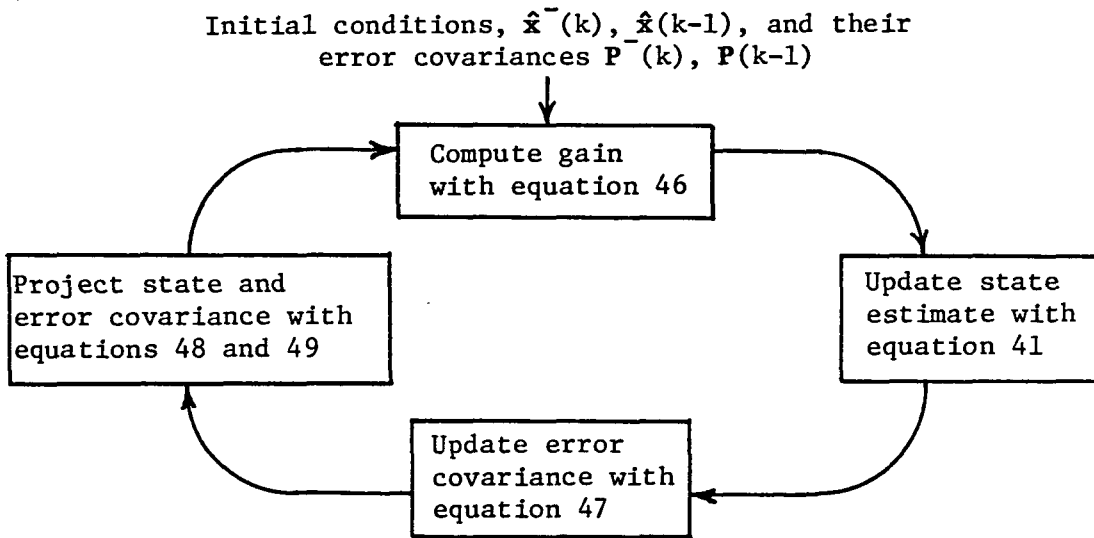 Initial conditions, x̂⁻(k), x̂(k-1), and their
error covariances P⁻(k), P(k-1)
Compute gain
with equation 46
Update state
estimate with
equation 41
Update error
covariance with
equation 47
Project state and
error covariance with
equations 48 and 49